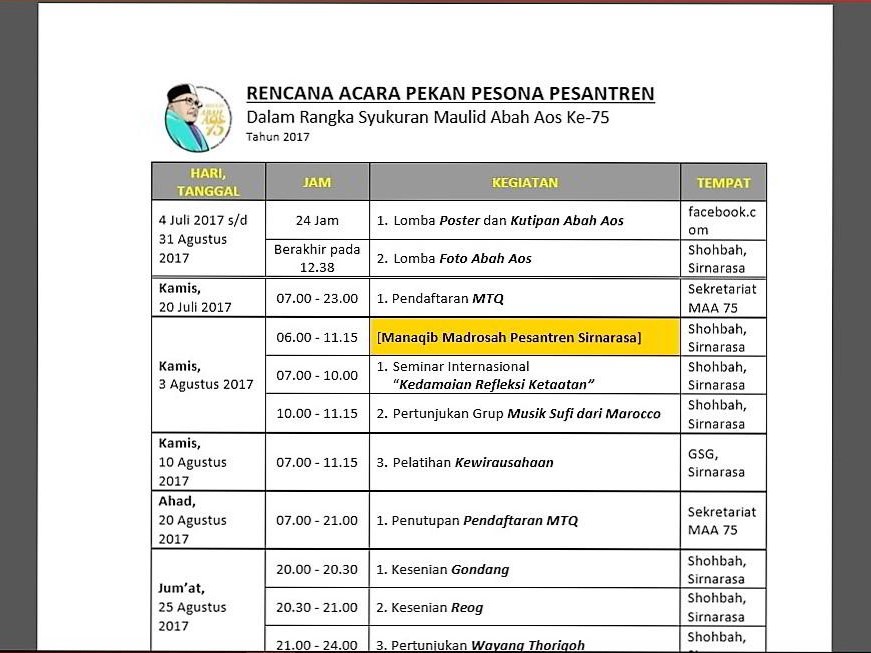 RENCANA ACARA PEKAN PESONA PESANTREN
Dalam Rangka Syukuran Maulid Abah Aos Ke-75
Tahun 2017
HARI, TANGGAL JAM KEGIATAN TEMPAT
4 Juli 2017 s/d 31 Agustus 2017
24 Jam 1. Lomba Poster dan Kutipan Abah Aos facebook.com
Berakhir pada 12.38 2. Lomba Foto Abah Aos Shohbah, Sirnarasa
Kamis, 20 Juli 2017 07.00 - 23.00 1. Pendaftaran MTQ Sekretariat MAA 75
Kamis, 3 Agustus 2017
06.00 - 11.15 [Manaqib Madrosah Pesantren Sirnarasa] Shohbah, Sirnarasa
07.00 - 10.00 1. Seminar Internasional “Kedamaian Refleksi Ketaatan” Shohbah, Sirnarasa
10.00 - 11.15 2. Pertunjukan Grup Musik Sufi dari Marocco Shohbah, Sirnarasa
Kamis, 10 Agustus 2017 07.00 - 11.15 3. Pelatihan Kewirausahaan GSG, Sirnarasa
Ahad, 20 Agustus 2017 07.00 - 21.00 1. Penutupan Pendaftaran MTQ Sekretariat MAA 75
Jum’at, 25 Agustus 2017
20.00 - 20.30 1. Kesenian Gondang Shohbah, Sirnarasa
20.30 - 21.00 2. Kesenian Reog Shohbah, Sirnarasa
21.00 - 24.00 3. Pertunjukan Wayang Thoriqoh Shohbah,